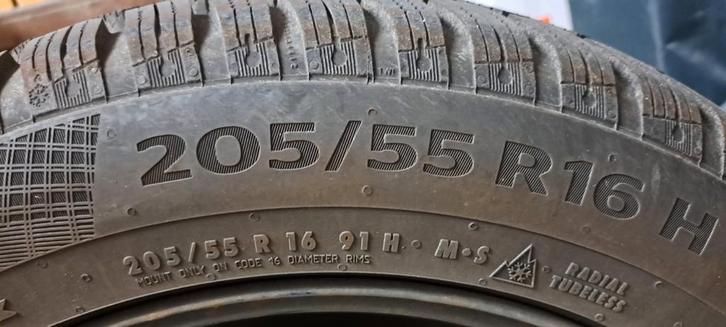 205/55 R16 H
205/55 R 16 91 H · M·S
MOUNT ONLY ON CODE 16 DIAMETER RIMS
RADIAL
TUBELESS